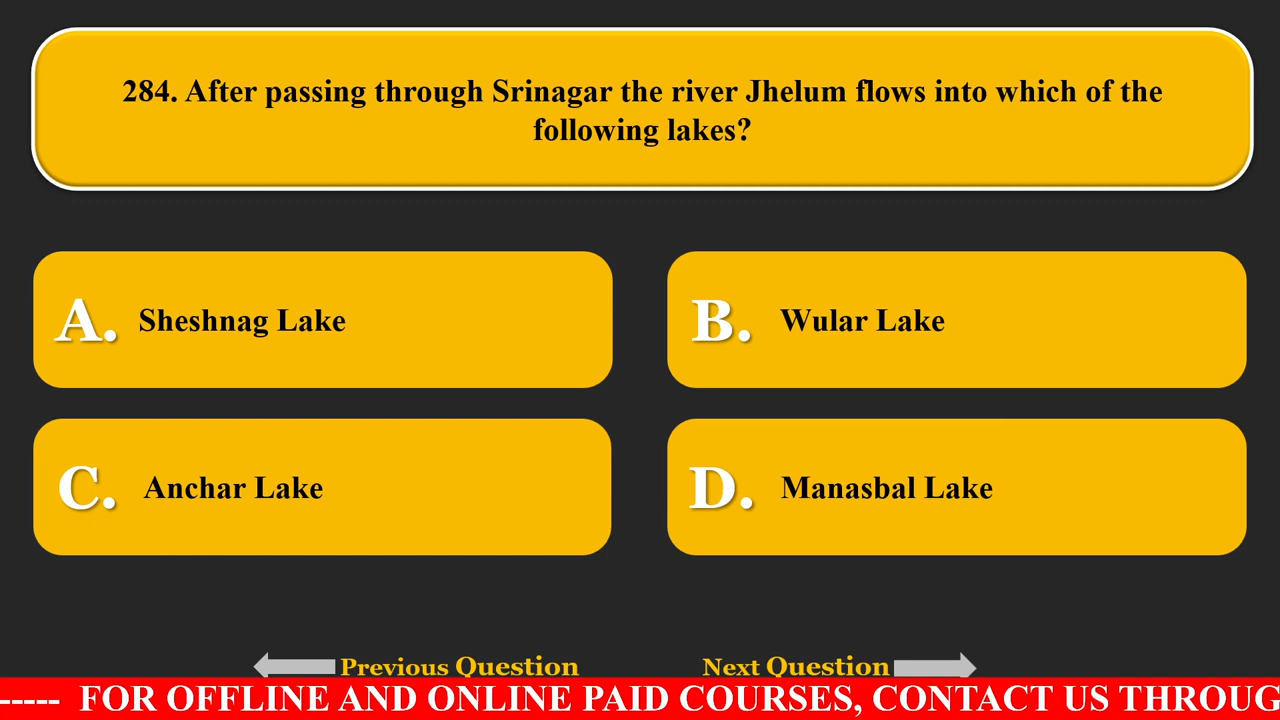 284. After passing through Srinagar the river Jhelum flows into which of the
following lakes?
A. Sheshnag Lake
B. Wular Lake
C. Anchar Lake
D. Manasbal Lake
Previous Question
Next Question
----- FOR OFFLINE AND ONLINE PAID COURSES, CONTACT US THROUG